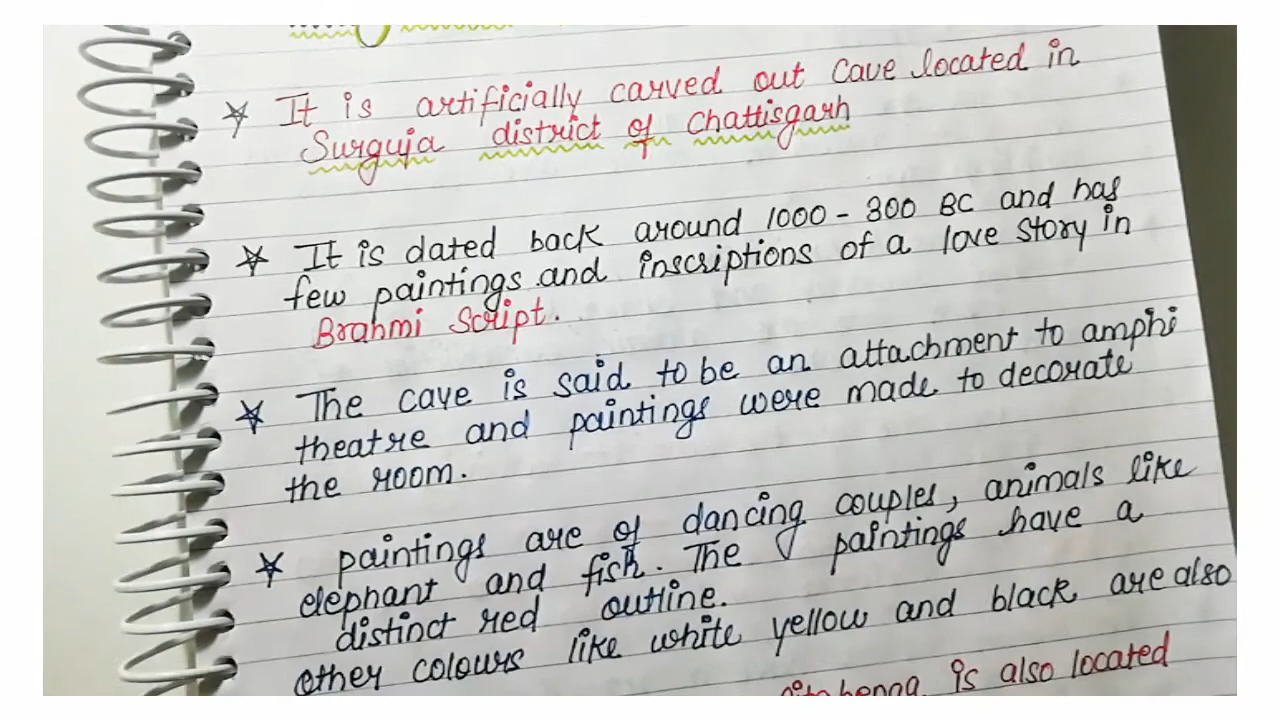 ☆ It is artificially carved out Cave located in
Surguja district of Chattisgarh
☆ It is dated back around 1000 - 300 BC and has
few paintings and inscriptions of a love story in
Brahmi Script.
☆ The cave is said to be an attachment to amphi
theatre and paintings were made to decorate
the room.
☆ paintings are of dancing couples, animals like
elephant and fish. The paintings have a
distinct red outline.
other colours like white yellow and black are also
is also located